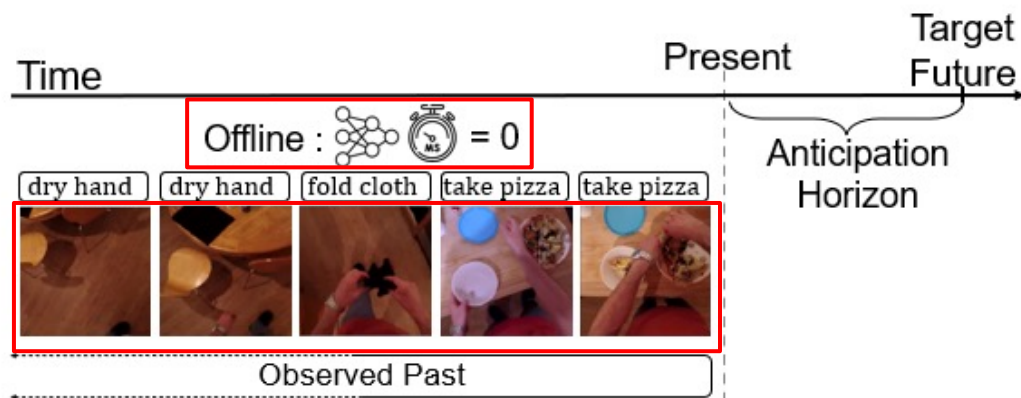 Time
Present
Target
Future
Offline : MS = 0
Anticipation
Horizon
dry hand
dry hand
fold cloth
take pizza
take pizza
Observed Past